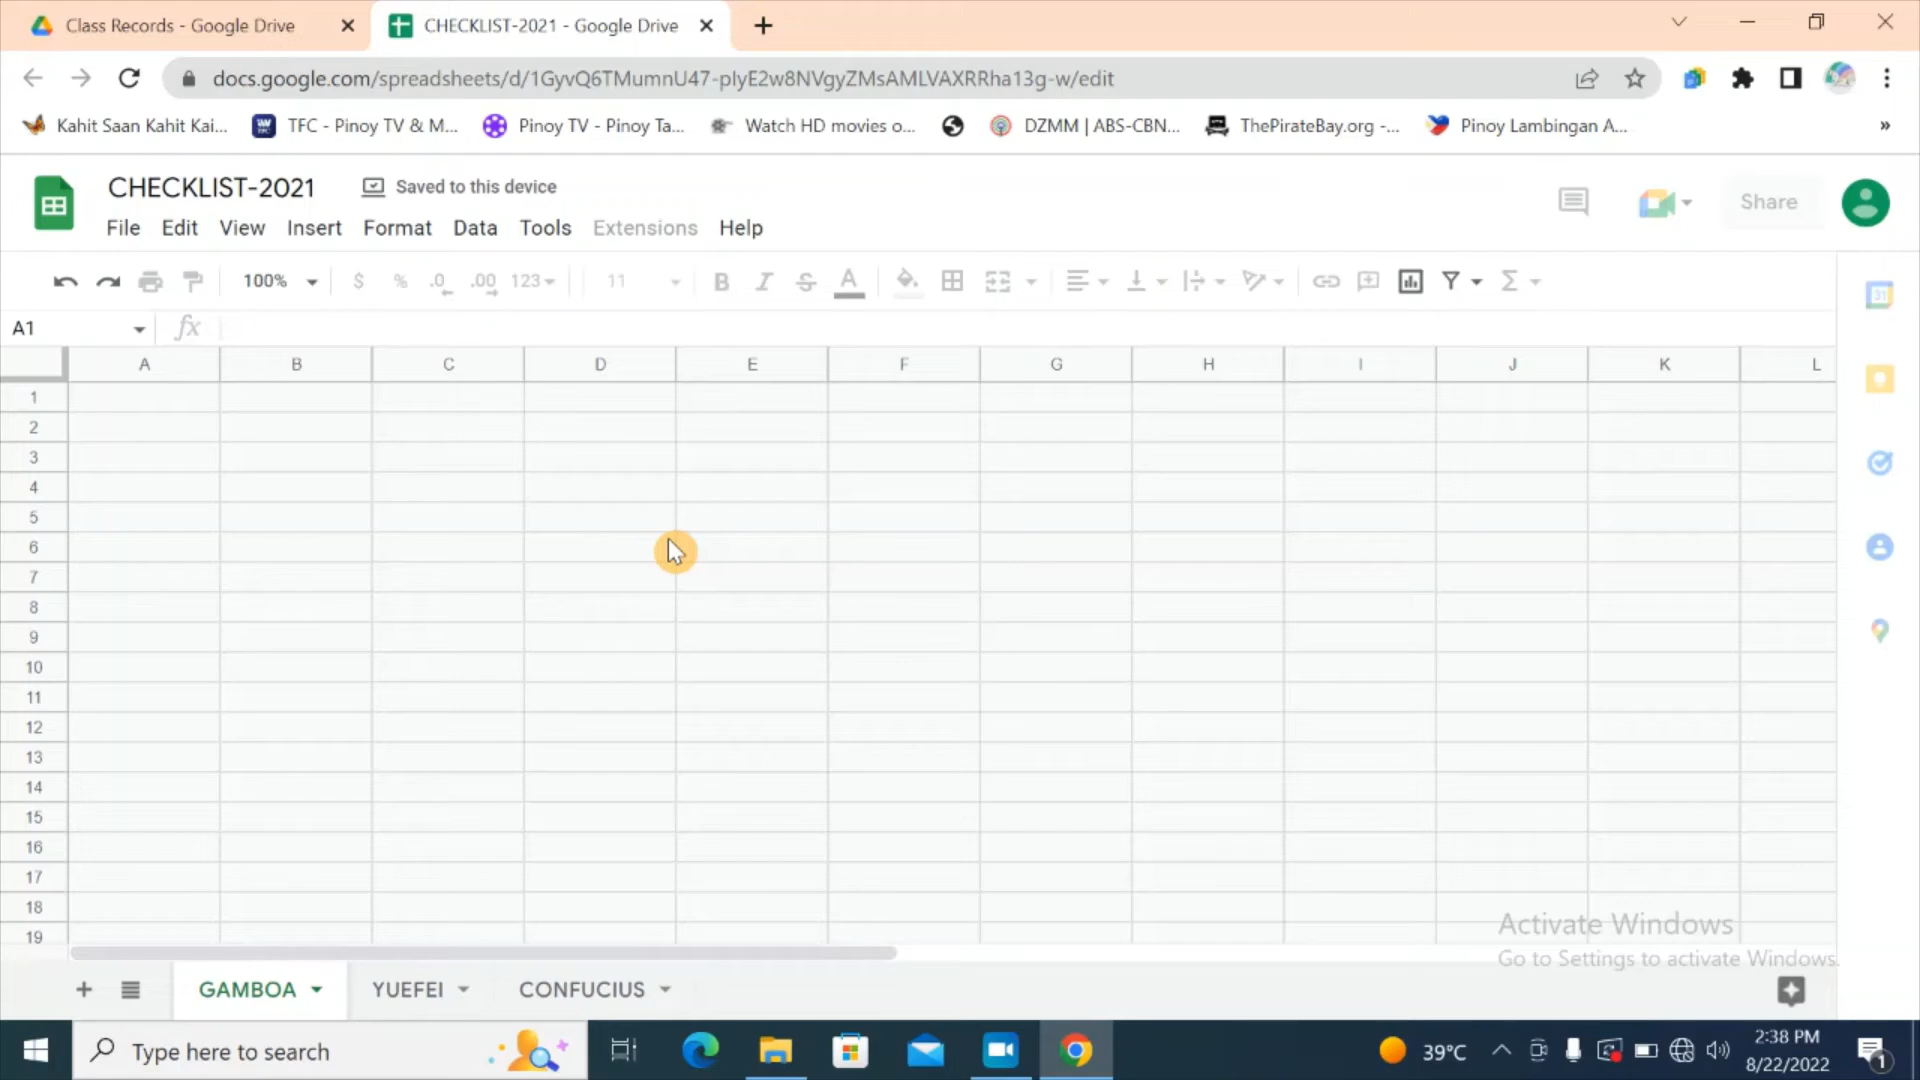 Class Records - Google Drive
CHECKLIST-2021 - Google Drive
docs.google.com/spreadsheets/d/1GyvQ6TMumnU47-pIyE2w8NVgyZMsAMLVAXRRha13g-w/edit
Kahit Saan Kahit Kai...
TFC - Pinoy TV & M...
Pinoy TV - Pinoy Ta...
Watch HD movies o...
DZMM | ABS-CBN...
ThePirateBay.org -...
Pinoy Lambingan A...
»
CHECKLIST-2021
Saved to this device
Share
File Edit View Insert Format Data Tools Extensions Help
100% $ % .0 .00 123 11 B I S A Σ
31
A1 fx
A B C D E F G H I J K L
1
2
3
4
5
6
7
8
9
10
11
12
13
14
15
16
17
18
19
Activate Windows
Go to Settings to activate Windows.
GAMBOA YUEFEI CONFUCIUS
Type here to search
39°C
2:38 PM
8/22/2022
1